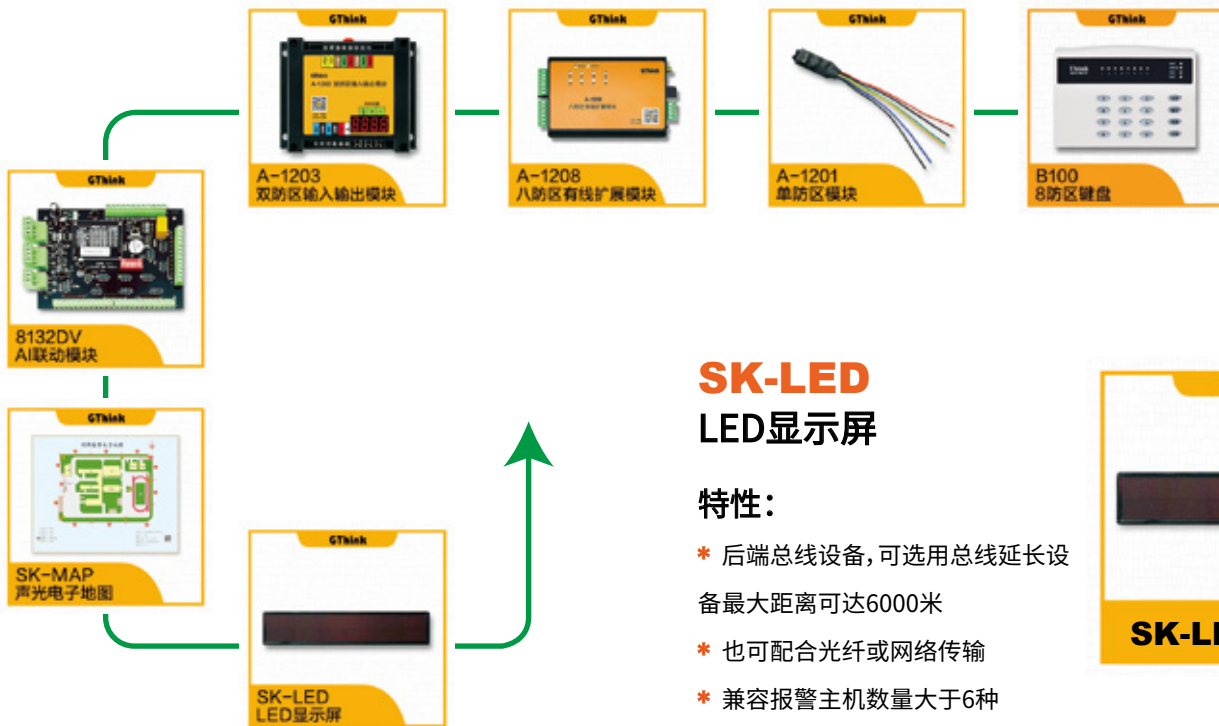 GThink
GThink
GThink
GThink
A-1203
双防区输入输出模块
A-1208
八防区有线扩展模块
A-1201
单防区模块
B100
8防区键盘
GThink
8132DV
AI联动模块
GThink
SK-MAP
声光电子地图
GThink
SK-LED
LED显示屏
SK-LED
LED显示屏
特性：
* 后端总线设备,可选用总线延长设
备最大距离可达6000米
* 也可配合光纤或网络传输
* 兼容报警主机数量大于6种